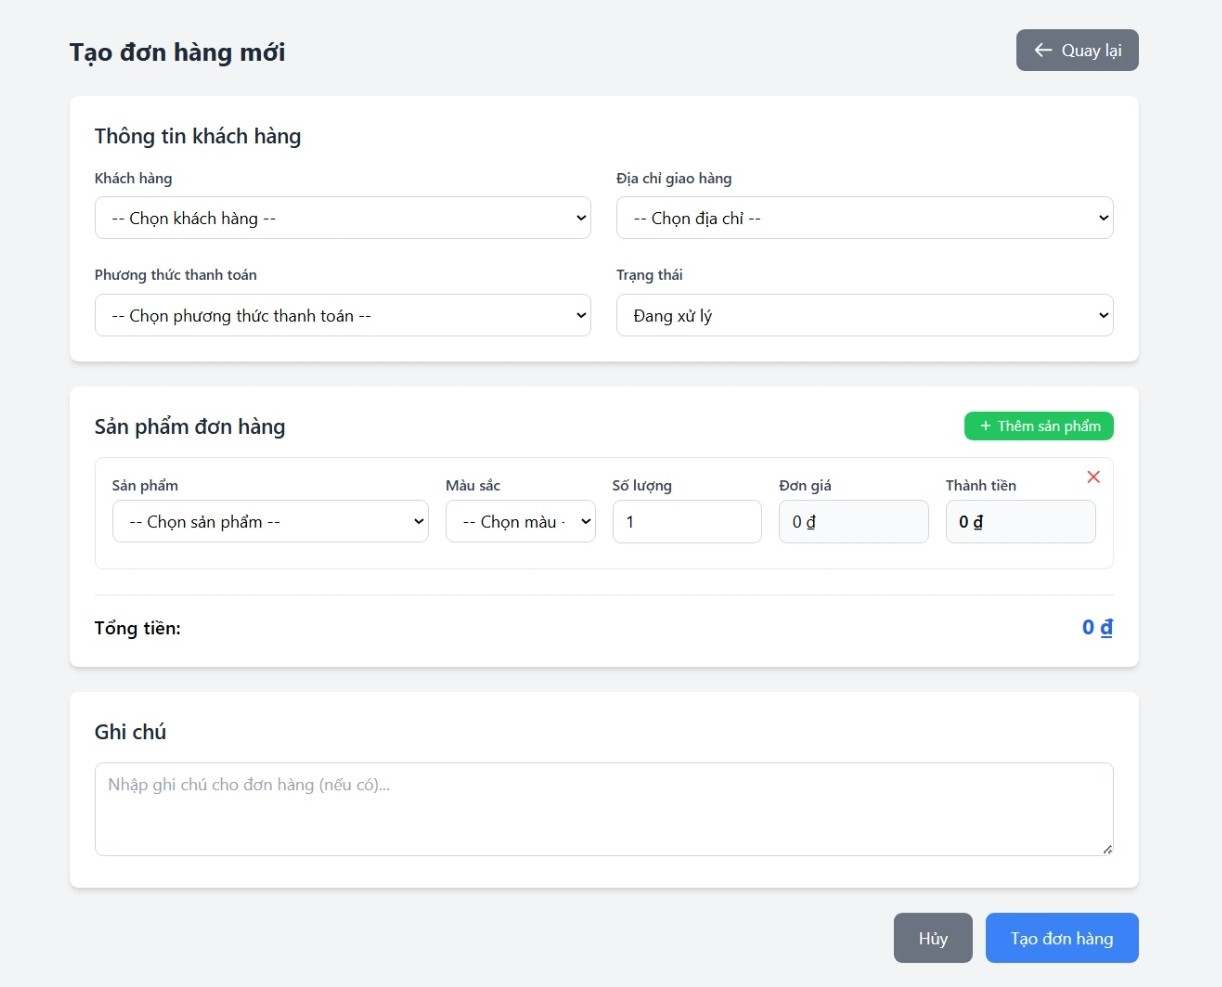 Tạo đơn hàng mới
← Quay lại
Thông tin khách hàng
Khách hàng
Địa chỉ giao hàng
-- Chọn khách hàng --
-- Chọn địa chỉ --
Phương thức thanh toán
Trạng thái
-- Chọn phương thức thanh toán --
Đang xử lý
Sản phẩm đơn hàng
+ Thêm sản phẩm
Sản phẩm
Màu sắc
Số lượng
Đơn giá
Thành tiền
-- Chọn sản phẩm --
-- Chọn màu -
1
0 ₫
0 ₫
Tổng tiền:
0 ₫
Ghi chú
Nhập ghi chú cho đơn hàng (nếu có)...
Hủy
Tạo đơn hàng